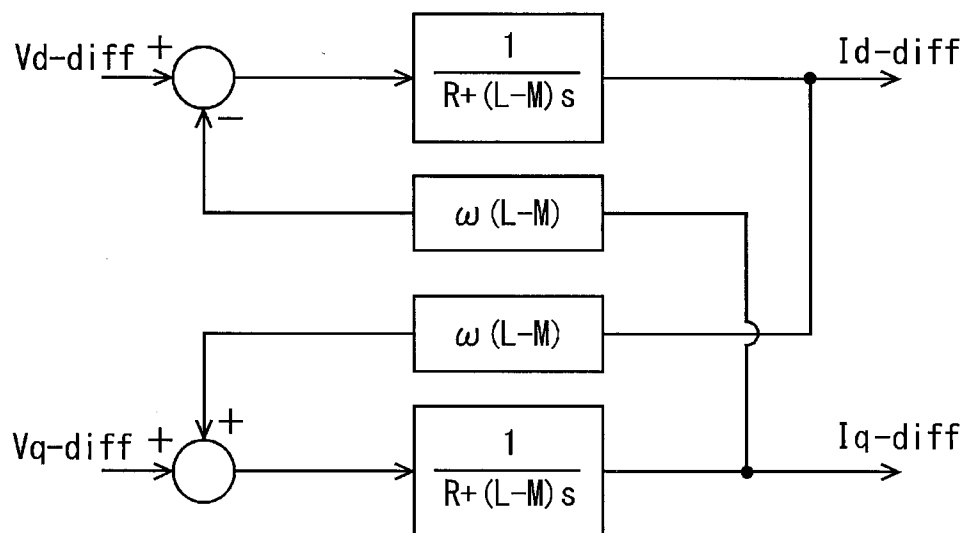 Vd-diff
+
−
1
R+(L-M)s
Id-diff
ω(L-M)
ω(L-M)
Vq-diff
+
+
1
R+(L-M)s
Iq-diff